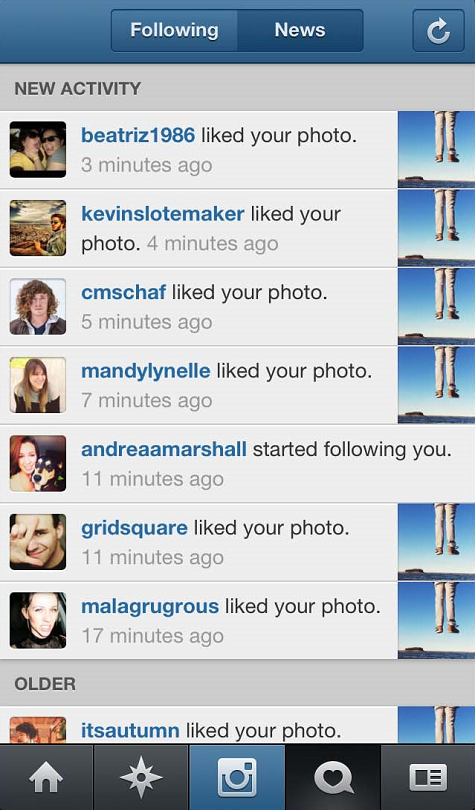 Following News
NEW ACTIVITY
beatriz1986 liked your photo.
3 minutes ago
kevinslotemaker liked your
photo. 4 minutes ago
cmschaf liked your photo.
5 minutes ago
mandylynelle liked your photo.
7 minutes ago
andreaamarshall started following you.
11 minutes ago
gridsquare liked your photo.
11 minutes ago
malagrugrous liked your photo.
17 minutes ago
OLDER
itsautumn liked your photo.